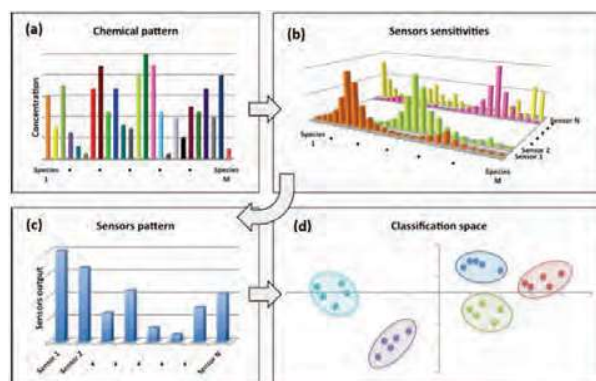 (a) Chemical pattern
Concentration
Species
1
Species
M
(b) Sensors sensitivities
Species
1
Species
M
Sensor 1
Sensor 2
Sensor N
(c) Sensors pattern
Sensors output
Sensor 1
Sensor 2
Sensor N
(d) Classification space